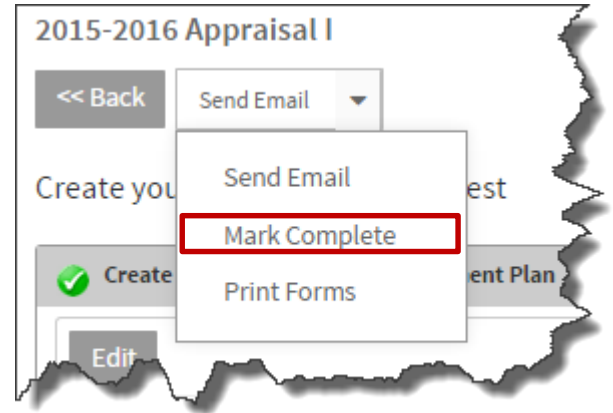 2015-2016 Appraisal I
<< Back Send Email
Send Email
Create you est
Mark Complete
Create ent Plan
Print Forms
Edit